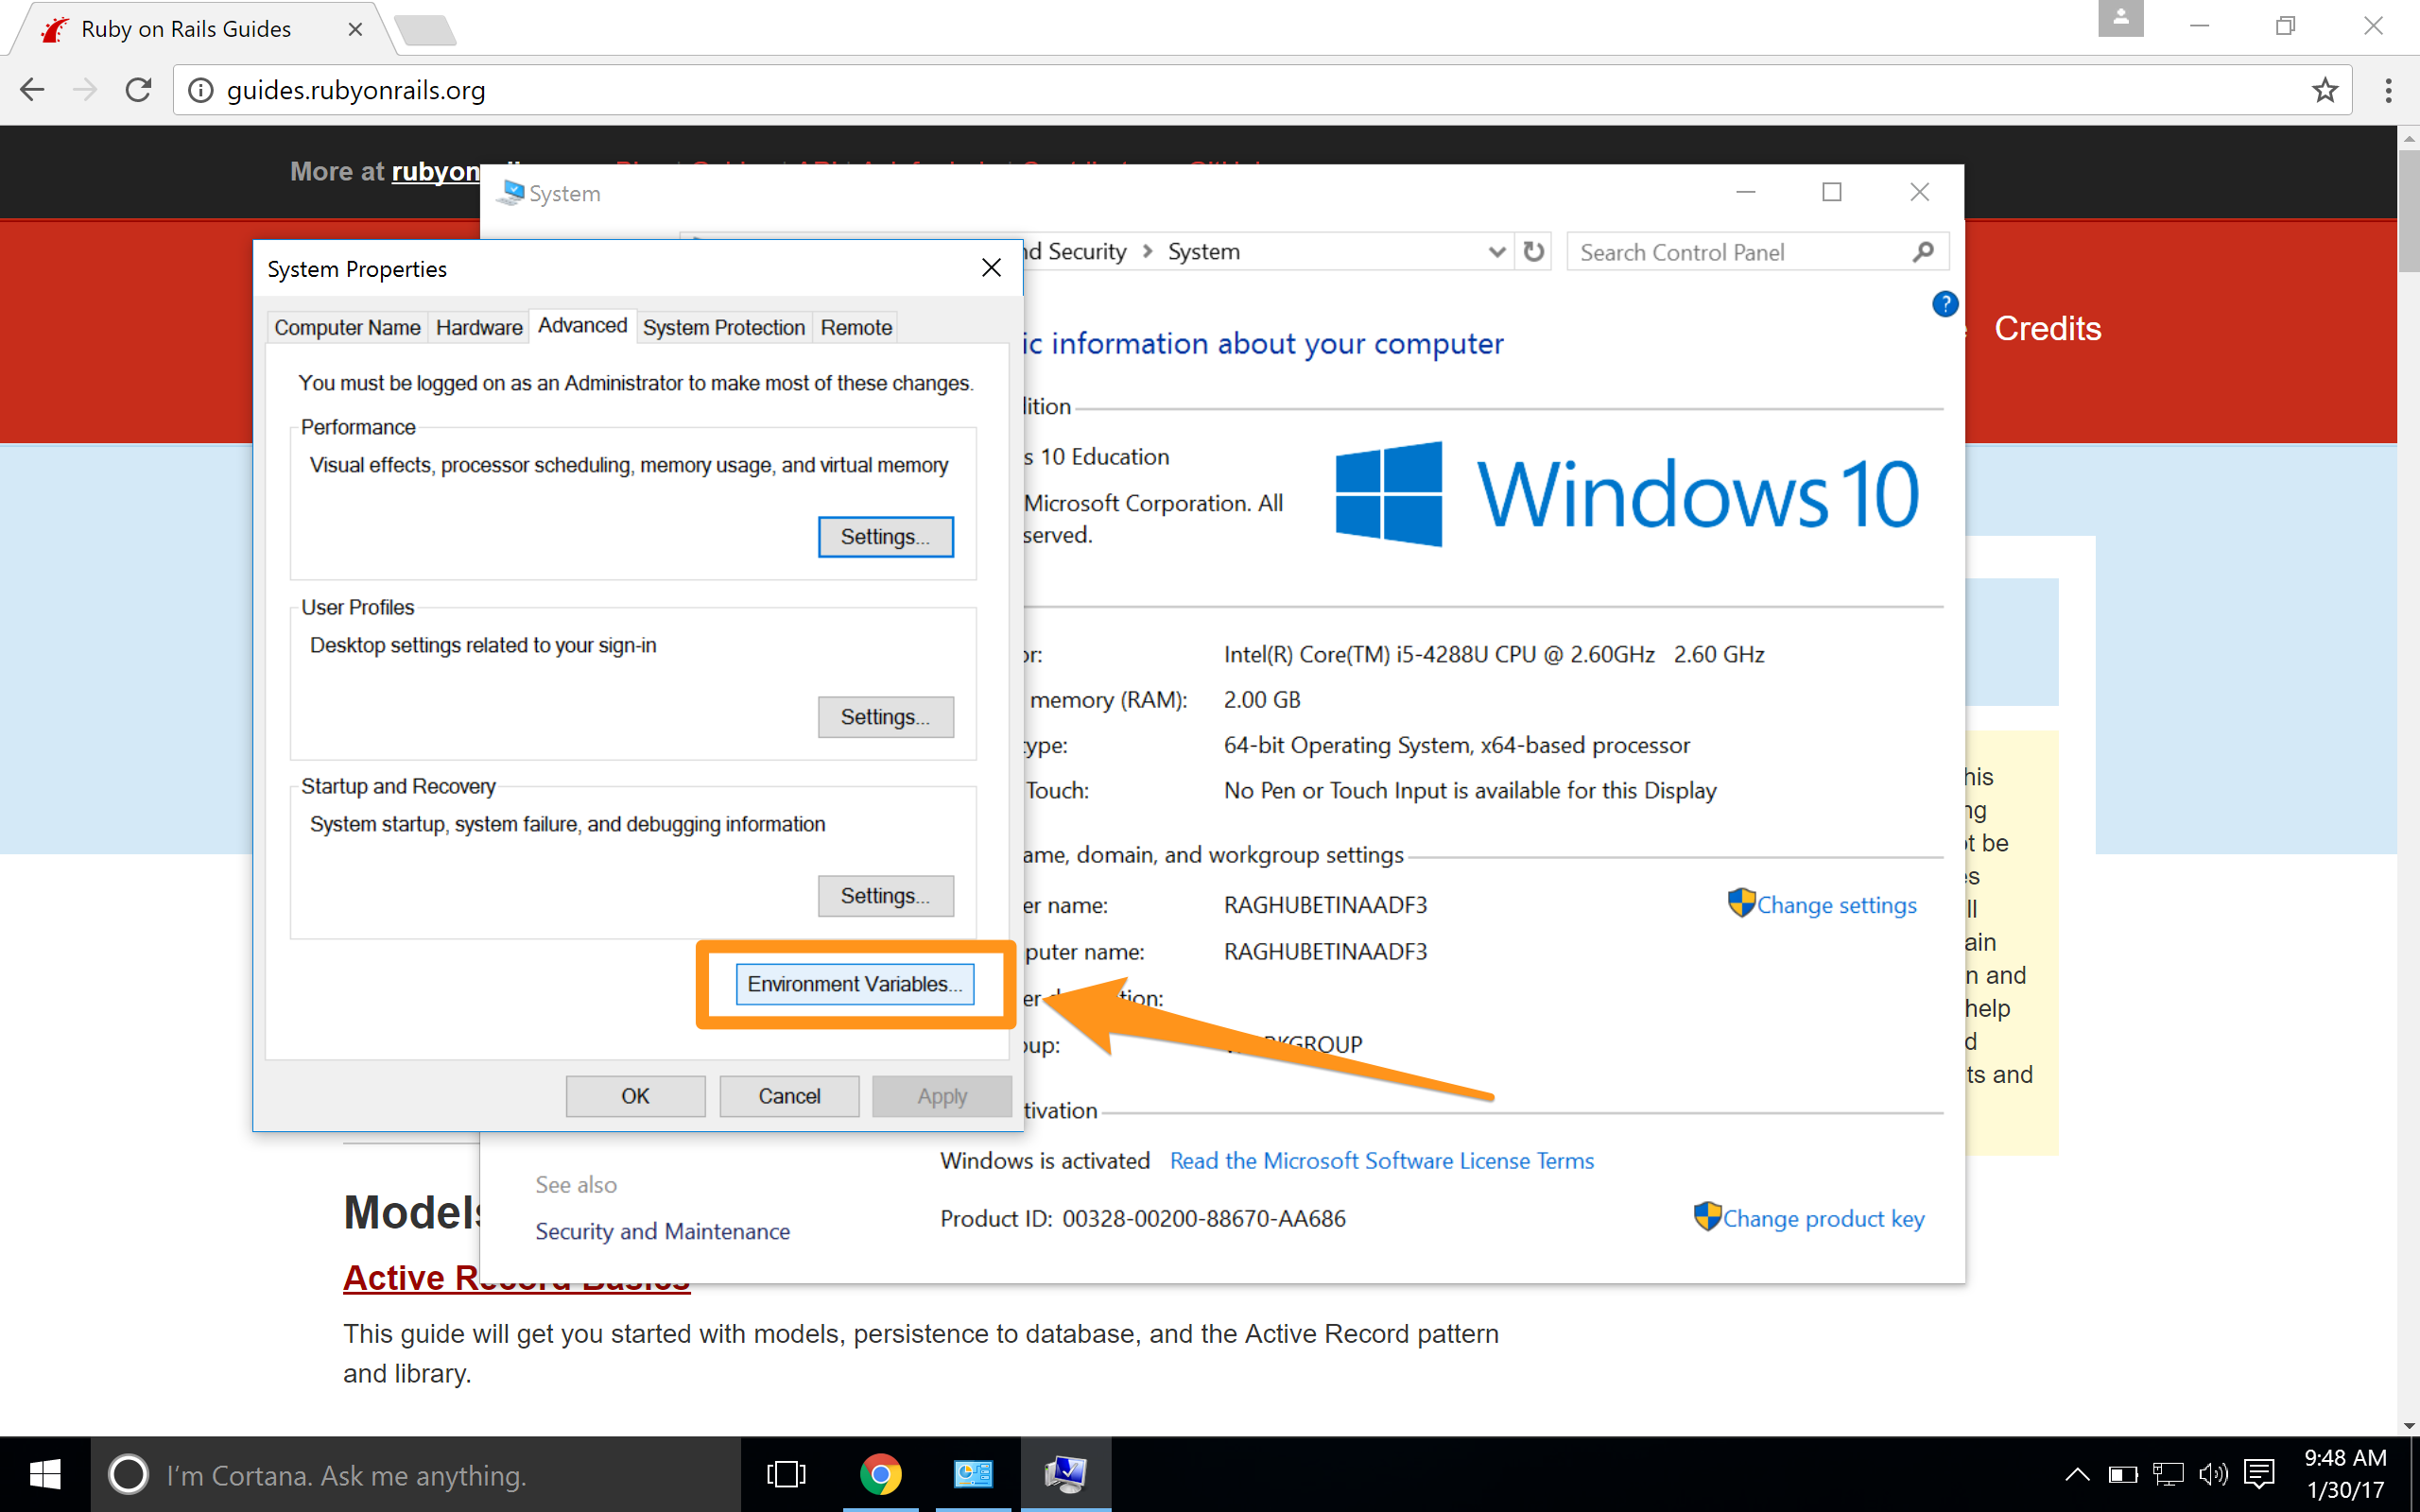 Ruby on Rails Guides
guides.rubyonrails.org
More at rubyon
System
nd Security > System
Search Control Panel
System Properties
Computer Name Hardware Advanced System Protection Remote
You must be logged on as an Administrator to make most of these changes.
Performance
Visual effects, processor scheduling, memory usage, and virtual memory
Settings...
User Profiles
Desktop settings related to your sign-in
Settings...
Startup and Recovery
System startup, system failure, and debugging information
Settings...
Environment Variables...
OK Cancel Apply
?
Credits
ic information about your computer
dition
s 10 Education
Microsoft Corporation. All
served.
Windows 10
or: Intel(R) Core(TM) i5-4288U CPU @ 2.60GHz 2.60 GHz
memory (RAM): 2.00 GB
type: 64-bit Operating System, x64-based processor
Touch: No Pen or Touch Input is available for this Display
ame, domain, and workgroup settings
er name: RAGHUBETINAADF3
Change settings
puter name: RAGHUBETINAADF3
er tion:
oup: GROUP
tivation
Windows is activated Read the Microsoft Software License Terms
Product ID: 00328-00200-88670-AA686
Change product key
See also
Security and Maintenance
his
ng
t be
es
ll
ain
n and
help
d
ts and
Models
Active Record Basics
This guide will get you started with models, persistence to database, and the Active Record pattern
and library.
I'm Cortana. Ask me anything.
9:48 AM
1/30/17